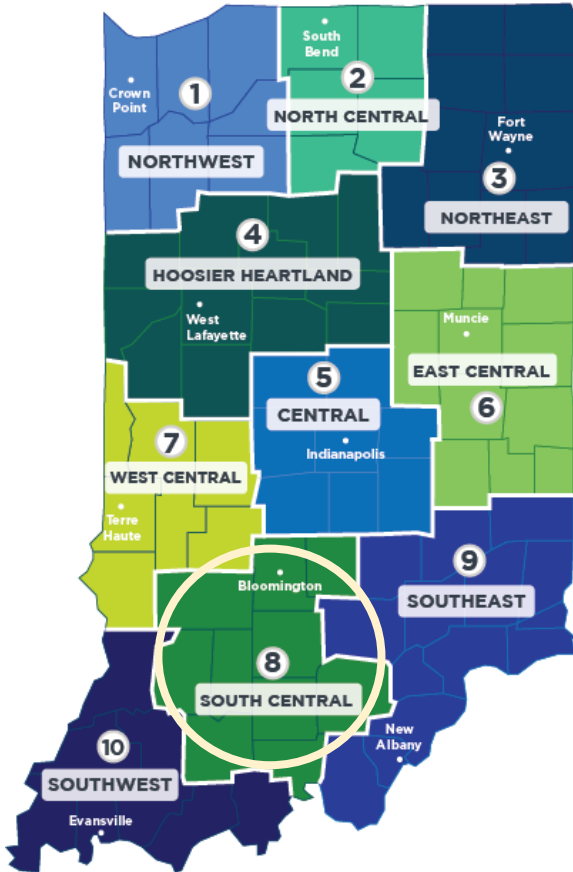 South
Bend
2
1
Crown
Point
NORTH CENTRAL
Fort
Wayne
NORTHWEST
3
NORTHEAST
4
HOOSIER HEARTLAND
West
Lafayette
Muncie
5
EAST CENTRAL
CENTRAL
6
7
Indianapolis
WEST CENTRAL
Terre
Haute
9
Bloomington
SOUTHEAST
8
SOUTH CENTRAL
New
Albany
10
SOUTHWEST
Evansville